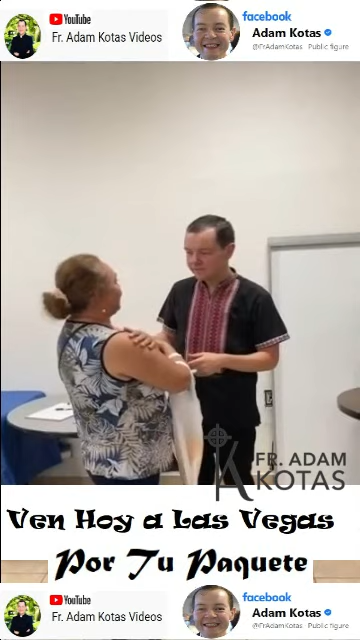 YouTube
Fr. Adam Kotas Videos
facebook
Adam Kotas
@FrAdamKotas · Public figure
FR. ADAM
KOTAS
Ven Hoy a Las Vegas
Por Tu Paquete
YouTube
Fr. Adam Kotas Videos
facebook
Adam Kotas
@FrAdamKotas · Public figure